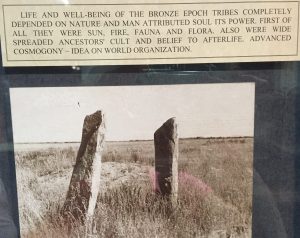 LIFE AND WELL-BEING OF THE BRONZE EPOCH TRIBES COMPLETELY
DEPENDED ON NATURE AND MAN ATTRIBUTED SOUL ITS POWER. FIRST OF
ALL THEY WERE SUN, FIRE, FAUNA AND FLORA. ALSO WERE WIDE
SPREADED ANCESTORS' CULT AND BELIEF TO AFTERLIFE. ADVANCED
COSMOGONY – IDEA ON WORLD ORGANIZATION.